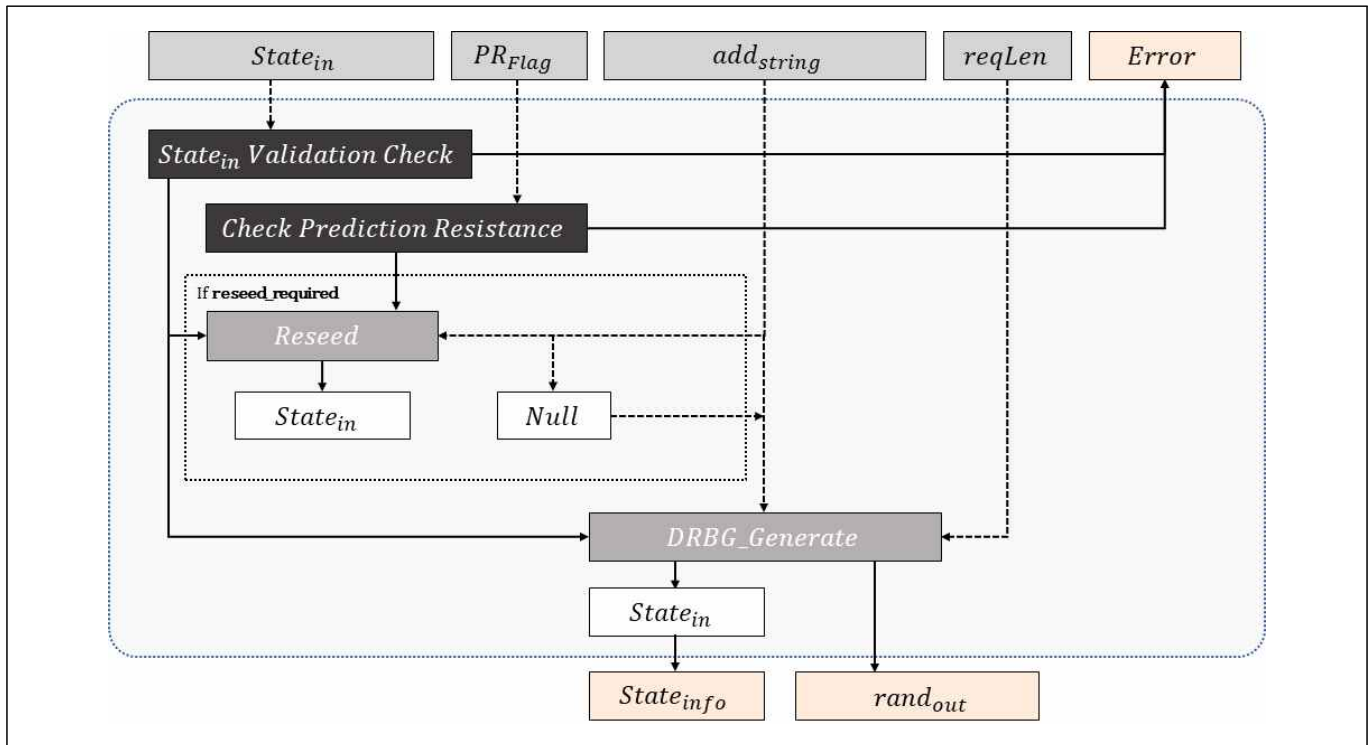 State_in PR_Flag add_string reqLen Error
State_in Validation Check
Check Prediction Resistance
If reseed_required
Reseed
State_in Null
DRBG_Generate
State_in
State_info rand_out